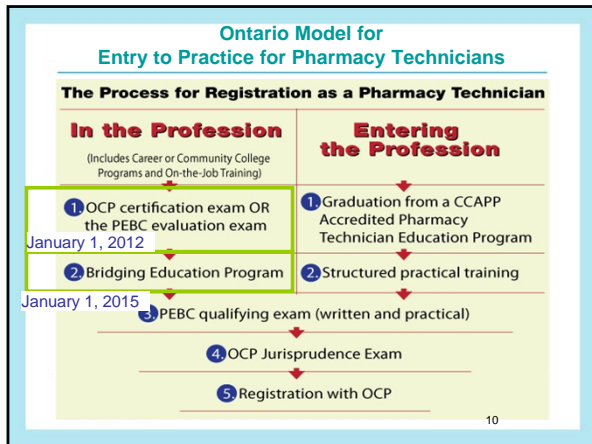 Ontario Model for
Entry to Practice for Pharmacy Technicians
The Process for Registration as a Pharmacy Technician
In the Profession
(Includes Career or Community College
Programs and On-the-Job Training)
1. OCP certification exam OR
the PEBC evaluation exam
January 1, 2012
2. Bridging Education Program
January 1, 2015
Entering
the Profession
1. Graduation from a CCAPP
Accredited Pharmacy
Technician Education Program
2. Structured practical training
3. PEBC qualifying exam (written and practical)
4. OCP Jurisprudence Exam
5. Registration with OCP
10